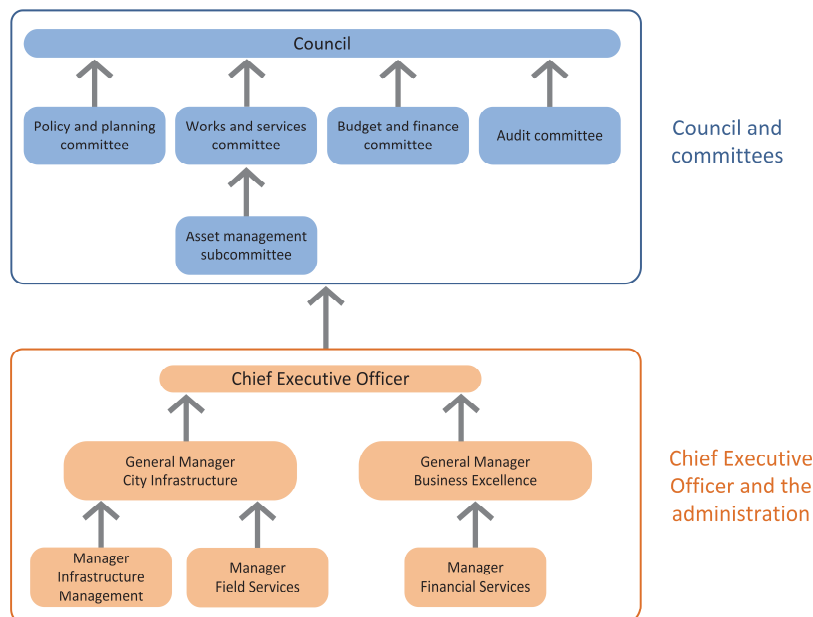 Council
Policy and planning
committee
Works and services
committee
Budget and finance
committee
Audit committee
Council and
committees
Asset management
subcommittee
Chief Executive Officer
General Manager
City Infrastructure
General Manager
Business Excellence
Chief Executive
Officer and the
administration
Manager
Infrastructure
Management
Manager
Field Services
Manager
Financial Services